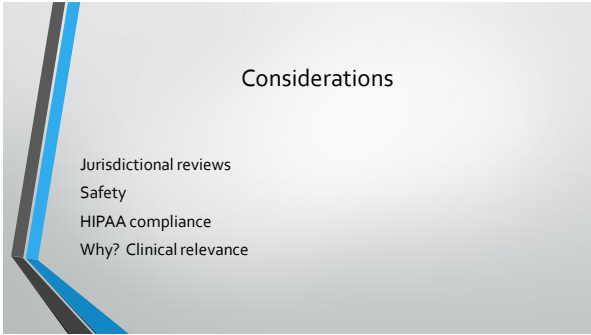 Considerations
Jurisdictional reviews
Safety
HIPAA compliance
Why? Clinical relevance